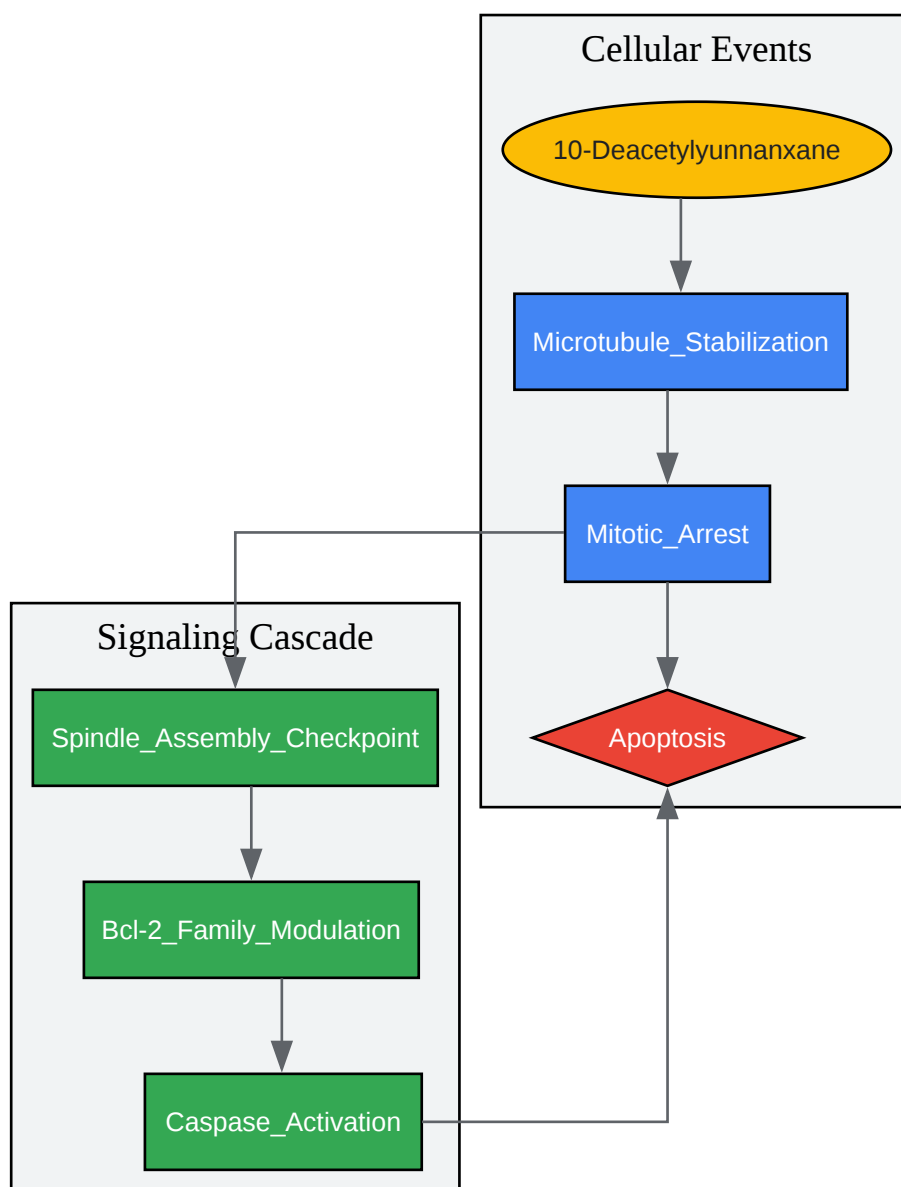 Cellular Events
10-Deacetylyunnanxane
Microtubule_Stabilization
Mitotic_Arrest
Signaling Cascade
Spindle_Assembly_Checkpoint
Apoptosis
Bcl-2_Family_Modulation
Caspase_Activation